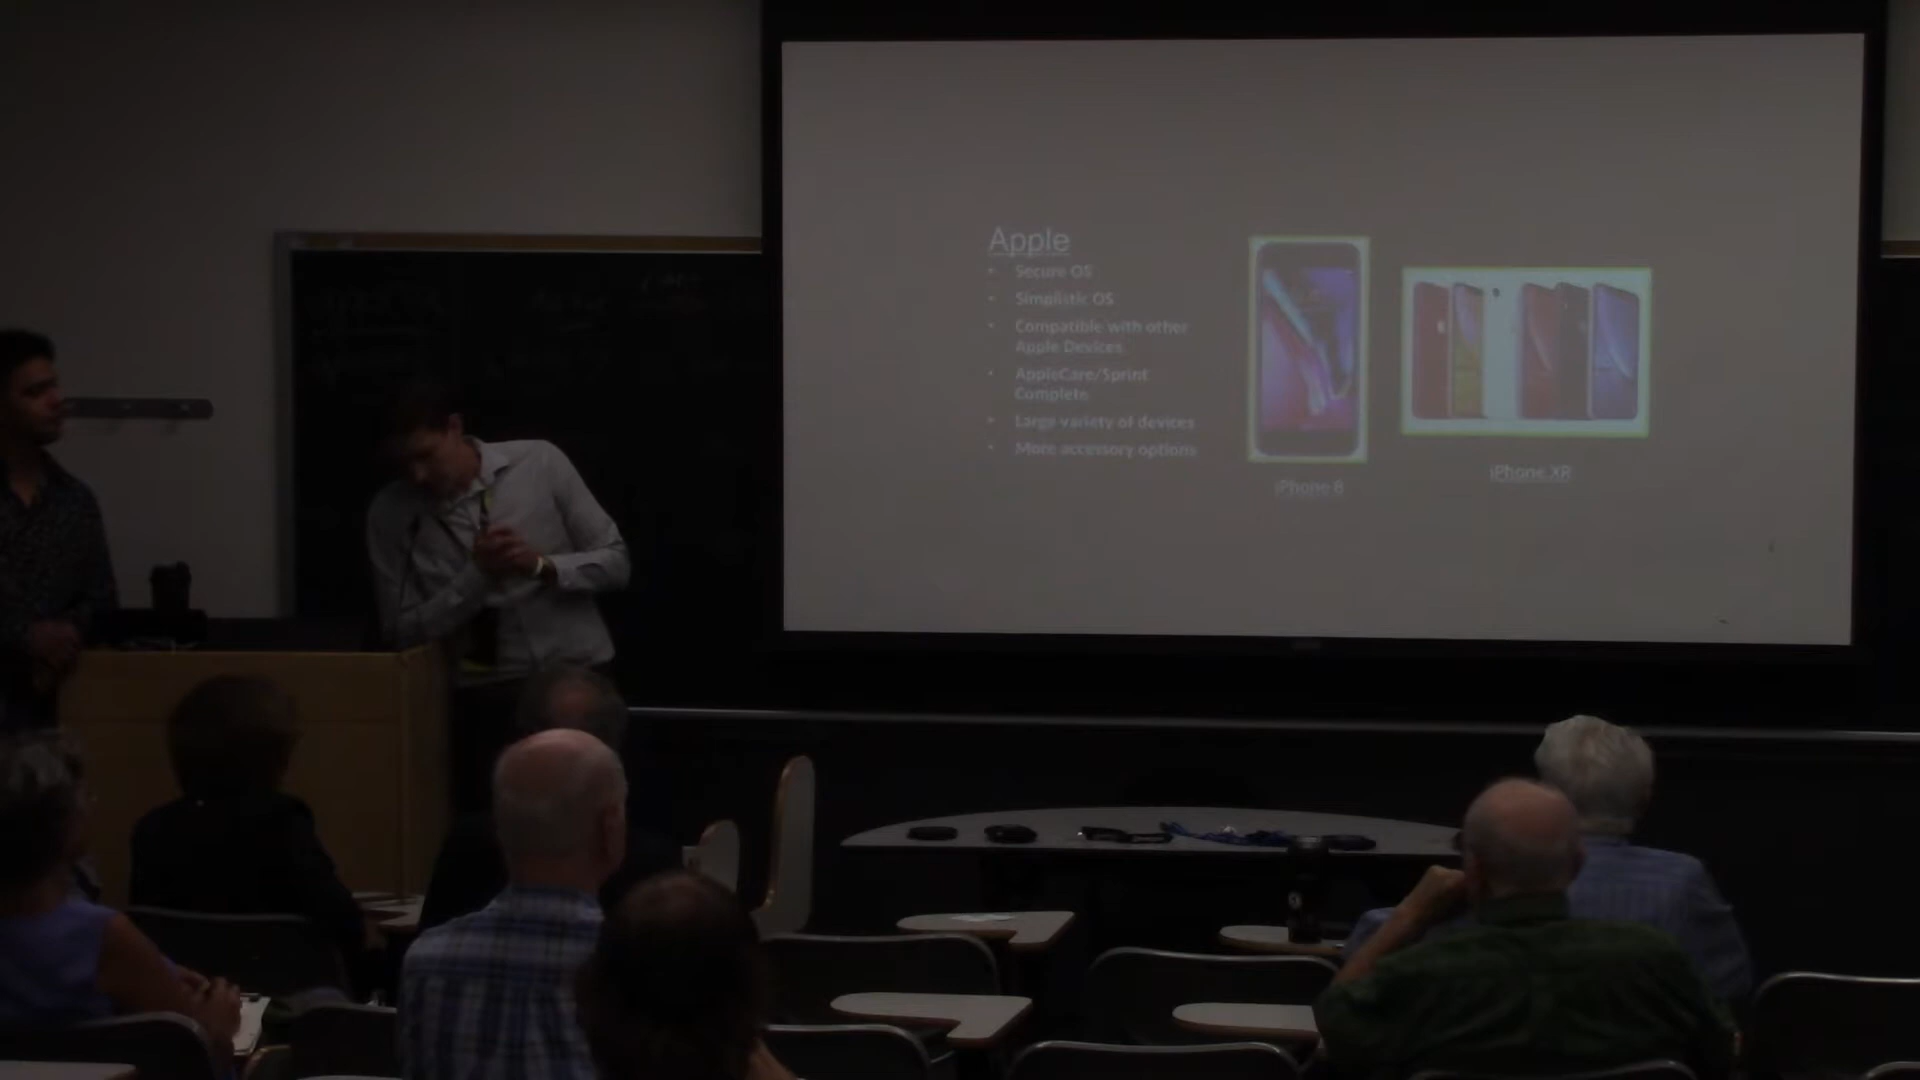 Apple
• Secure OS
• Simplistic OS
• Compatible with other
Apple Devices
• AppleCare/Sprint
Complete
• Large variety of devices
• More accessory options
iPhone 8
iPhone XR